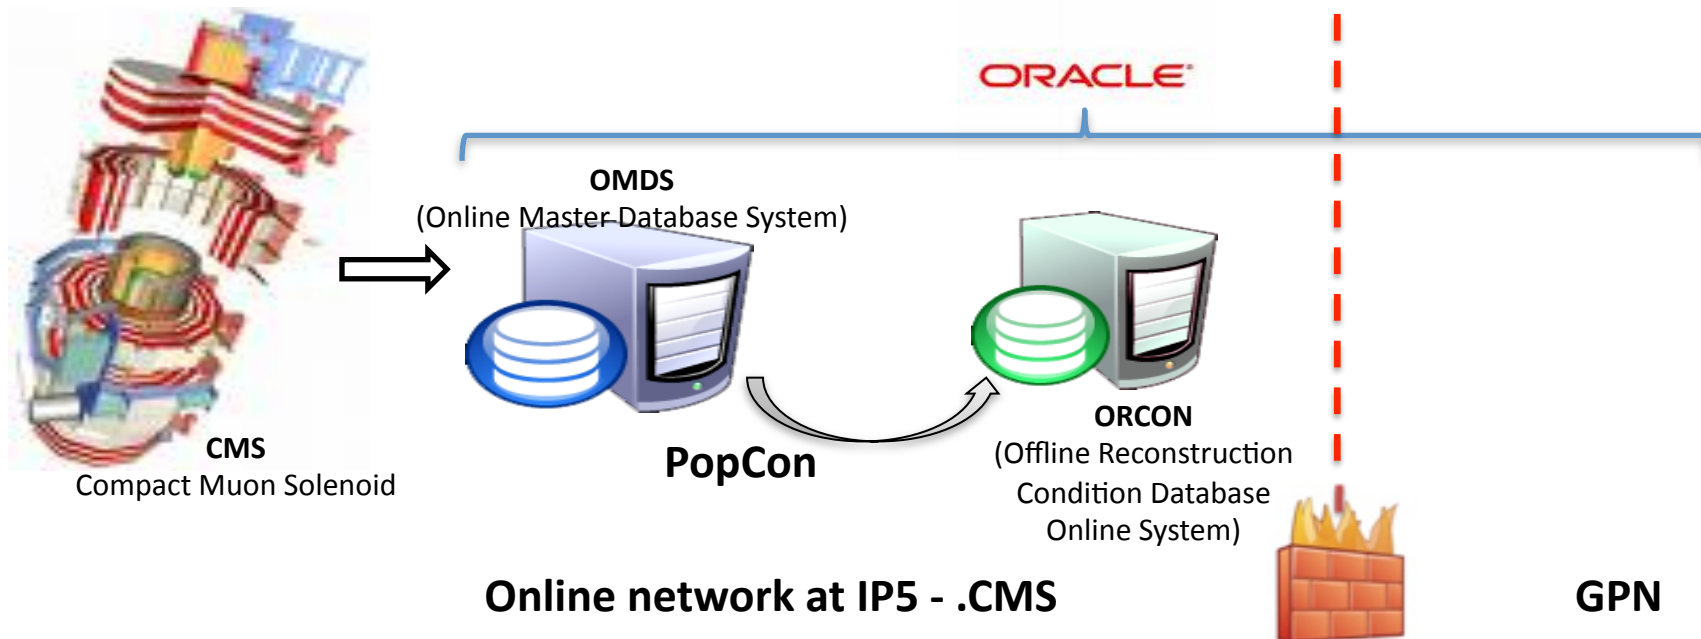 ORACLE
OMDS
(Online Master Database System)
CMS
Compact Muon Solenoid
PopCon
ORCON
(Offline Reconstruction
Condition Database
Online System)
Online network at IP5 - .CMS
GPN